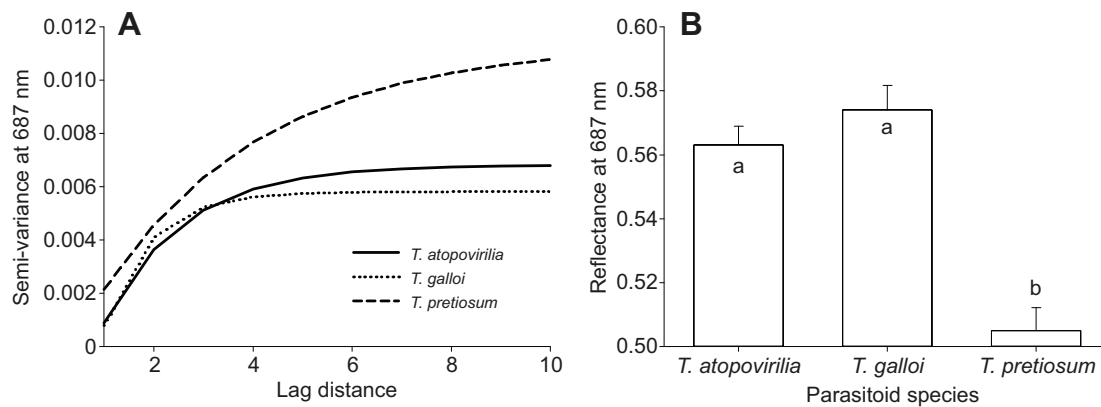 A
Semi-variance at 687 nm
0.012
0.010
0.008
0.006
0.004
0.002
0
2
4
6
8
10
Lag distance
T. atopovirilia
T. galloi
T. pretiosum
B
Reflectance at 687 nm
0.60
0.58
0.56
0.54
0.52
0.50
a
a
b
T. atopovirilia
T. galloi
T. pretiosum
Parasitoid species